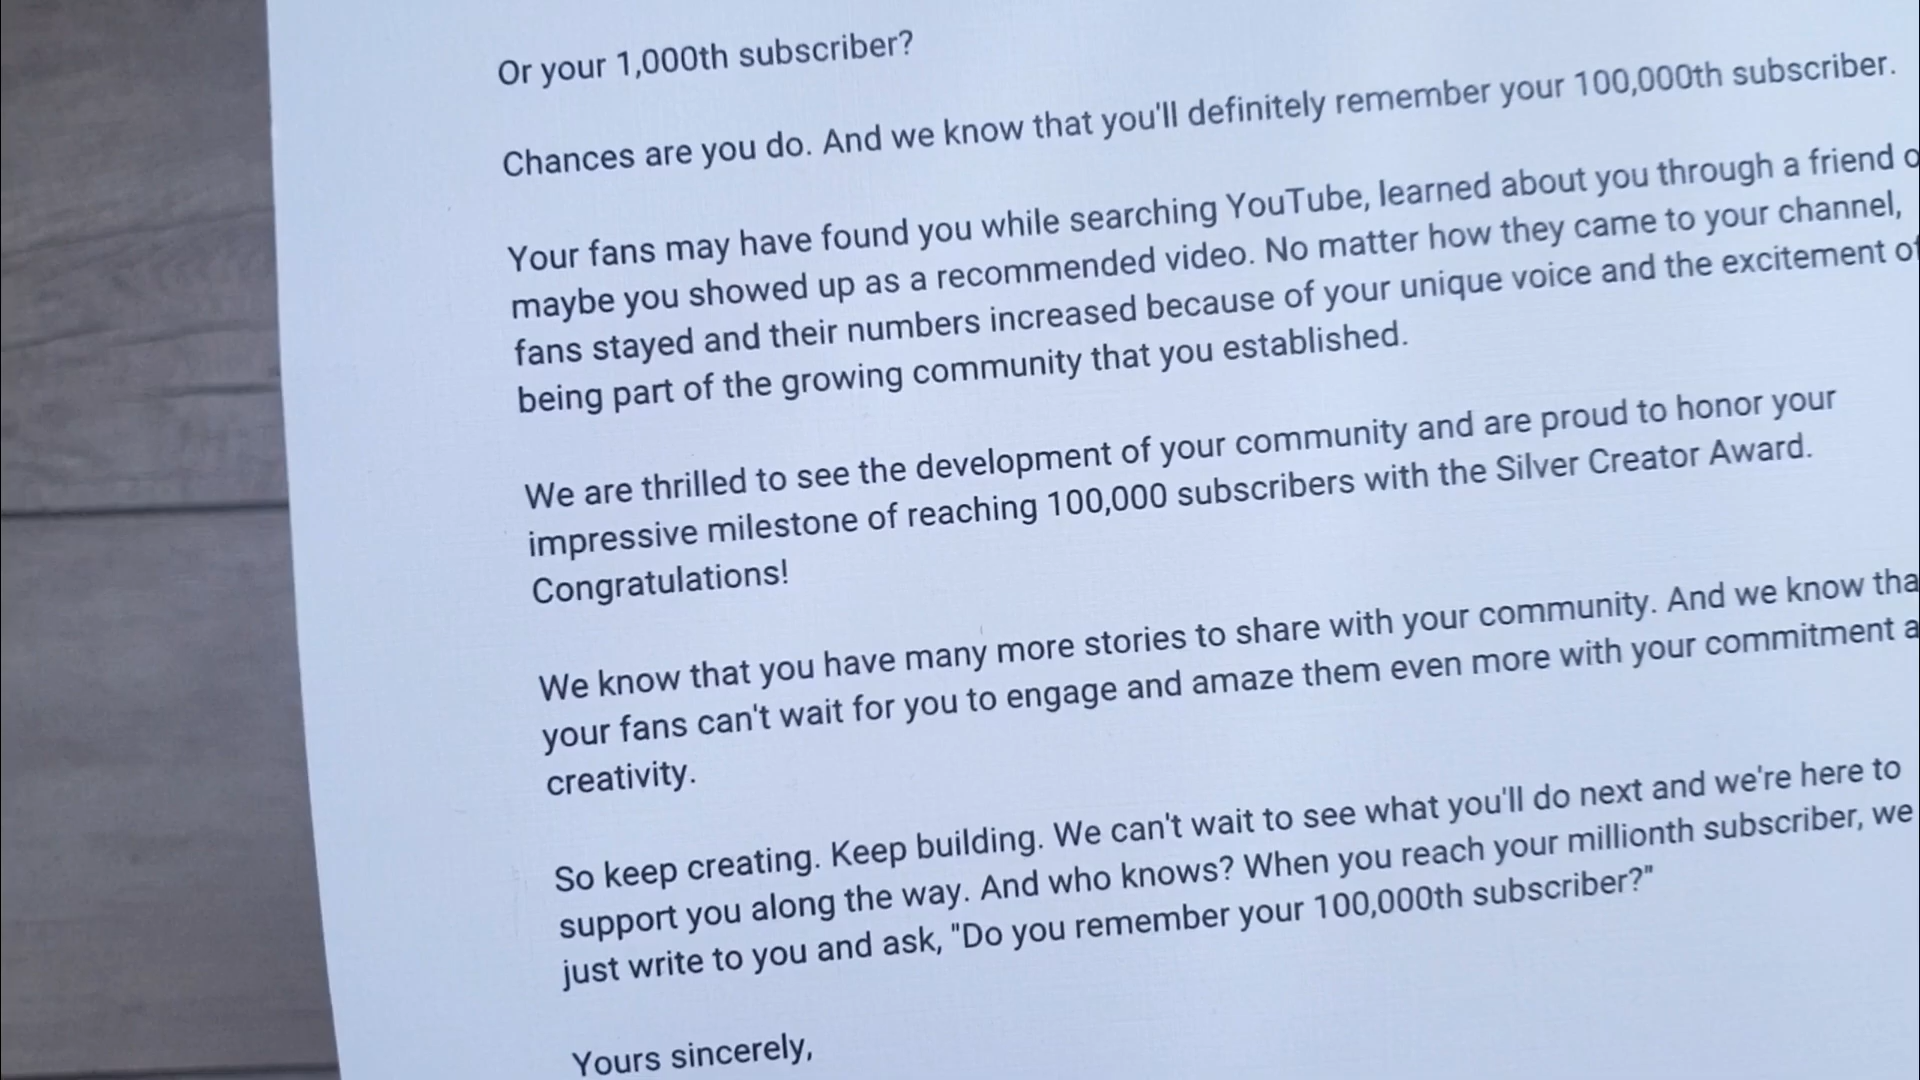 Or your 1,000th subscriber?
Chances are you do. And we know that you'll definitely remember your 100,000th subscriber.
Your fans may have found you while searching YouTube, learned about you through a friend
maybe you showed up as a recommended video. No matter how they came to your channel,
fans stayed and their numbers increased because of your unique voice and the excitement of
being part of the growing community that you established.
We are thrilled to see the development of your community and are proud to honor your
impressive milestone of reaching 100,000 subscribers with the Silver Creator Award.
Congratulations!
We know that you have many more stories to share with your community. And we know
your fans can't wait for you to engage and amaze them even more with your commitment
creativity.
So keep creating. Keep building. We can't wait to see what you'll do next and we're here to
support you along the way. And who knows? When you reach your millionth subscriber, we
just write to you and ask, "Do you remember your 100,000th subscriber?"
Yours sincerely,